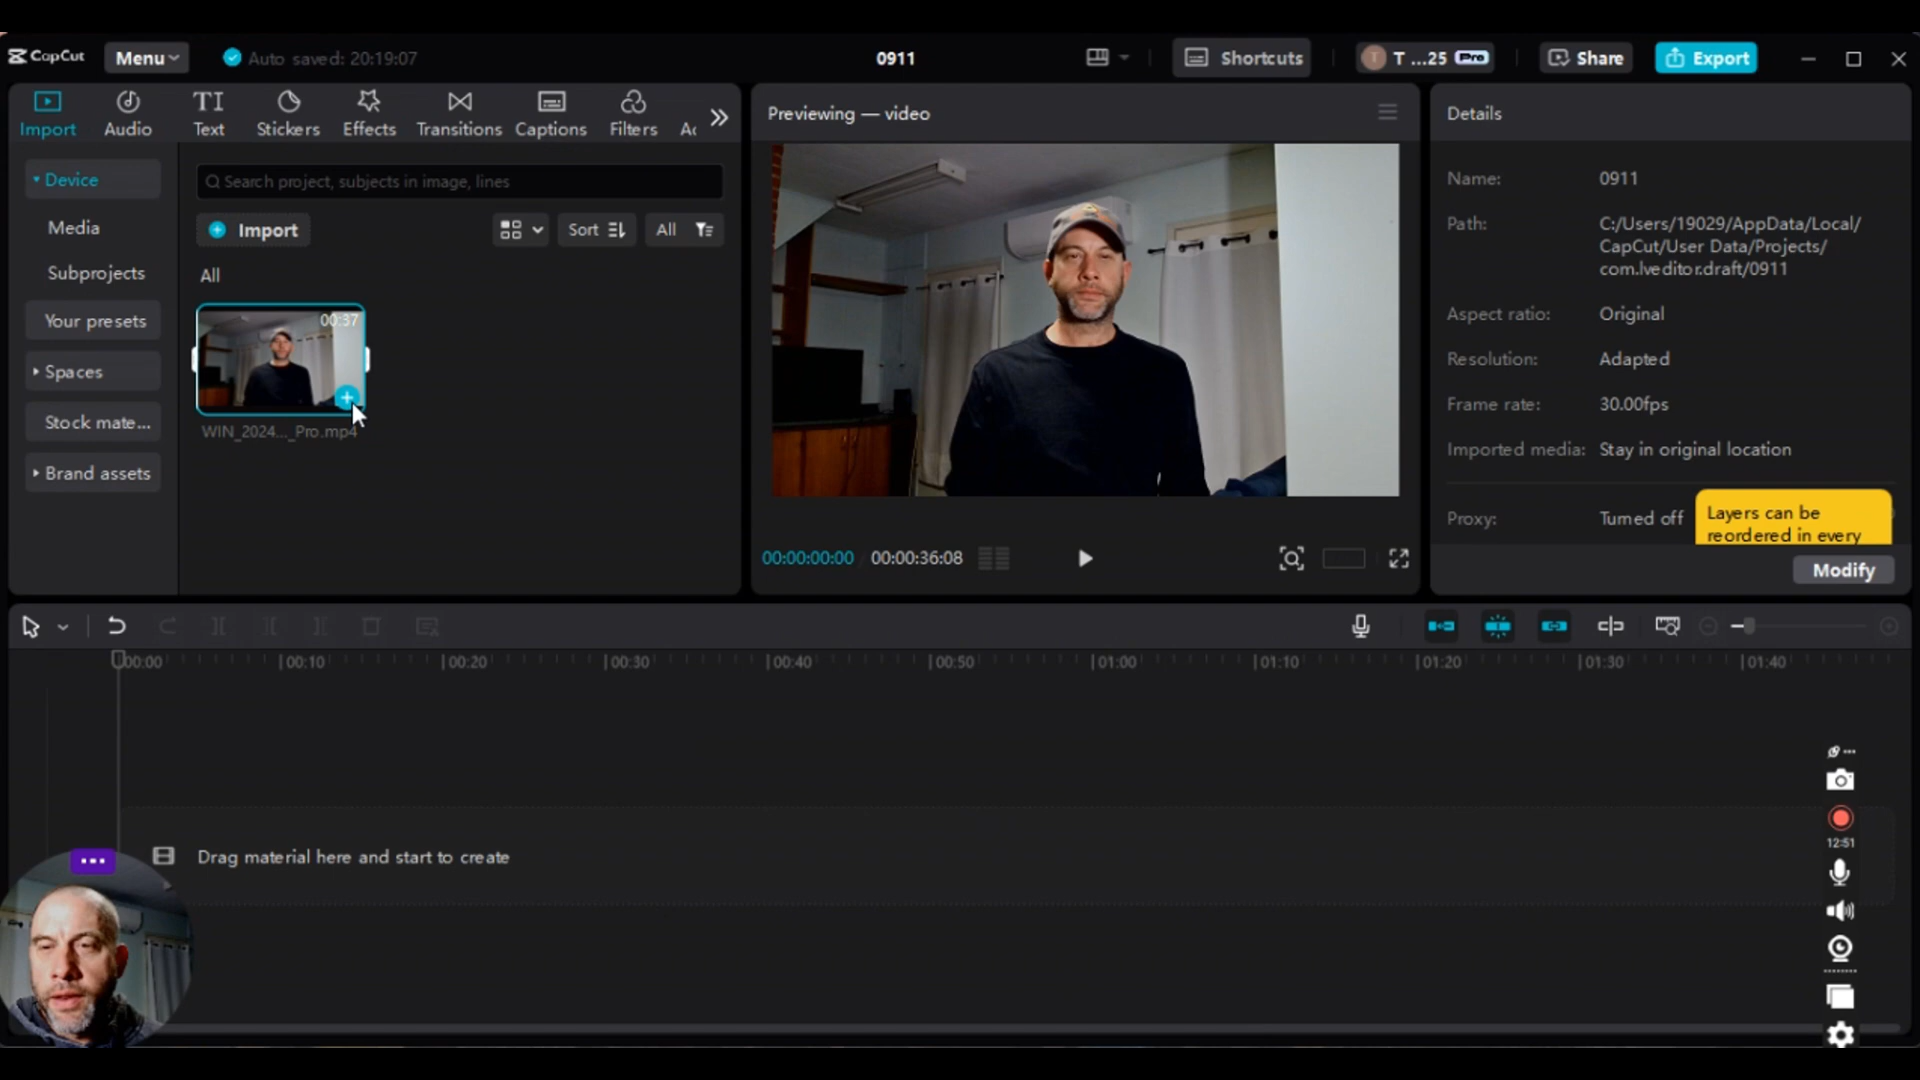 CapCut
Menu
Auto saved: 20:19:07
0911
Shortcuts
T ...25 Pro
Share
Export
Import
Audio
TI
Text
Stickers
Effects
Transitions
Captions
Filters
Ac
Previewing — video
Details
Device
Media
Subprojects
Your presets
Spaces
Stock mate...
Brand assets
Search project, subjects in image, lines
Import
Sort
All
All
00:37
WIN_2024..._Pro.mp4
00:00:00:00
00:00:36:08
Name:
0911
Path:
C:/Users/19029/AppData/Local/
CapCut/User Data/Projects/
com.lveditor.draft/0911
Aspect ratio:
Original
Resolution:
Adapted
Frame rate:
30.00fps
Imported media:
Stay in original location
Proxy:
Turned off
Layers can be
reordered in every
Modify
00:00
00:10
00:20
00:30
00:40
00:50
01:00
01:10
01:20
01:30
01:40
Drag material here and start to create
12:51